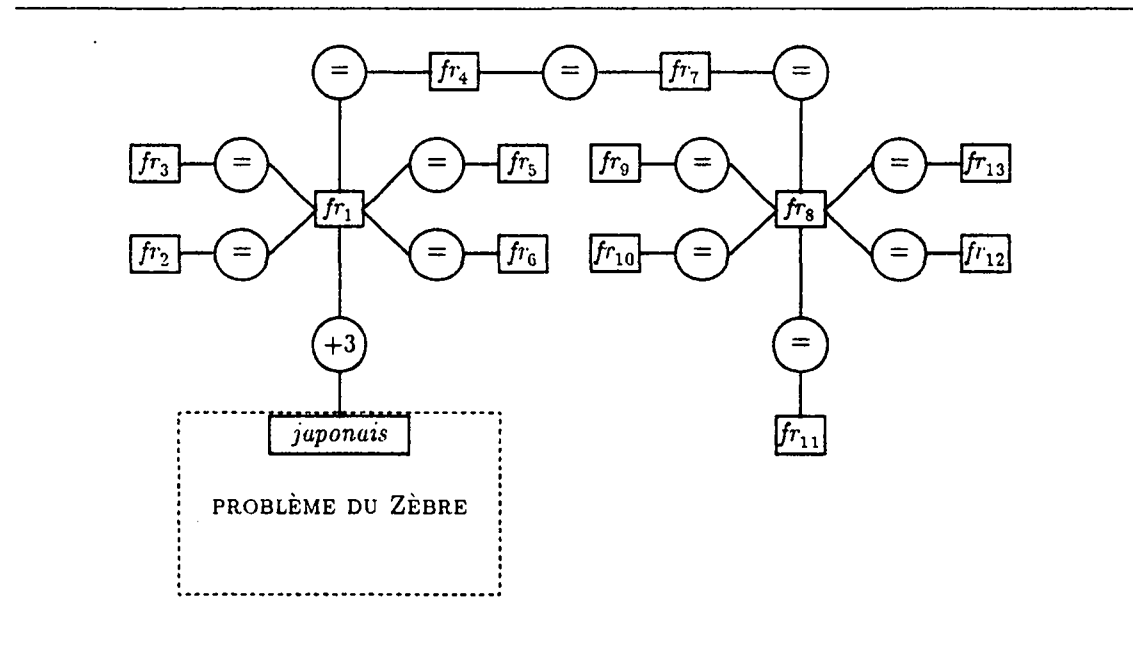 = fr₄ = fr₇ =
fr₃ = = fr₅ fr₉ = = fr₁₃
fr₁ fr₈
fr₂ = = fr₆ fr₁₀ = = fr₁₂
+3 =
japonais fr₁₁
PROBLÈME DU ZÈBRE